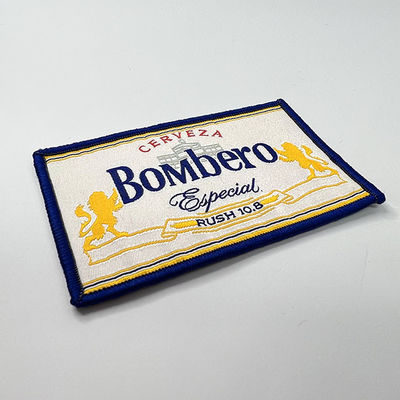 CERVEZA
Bombero
Especial
RUSH 10.8